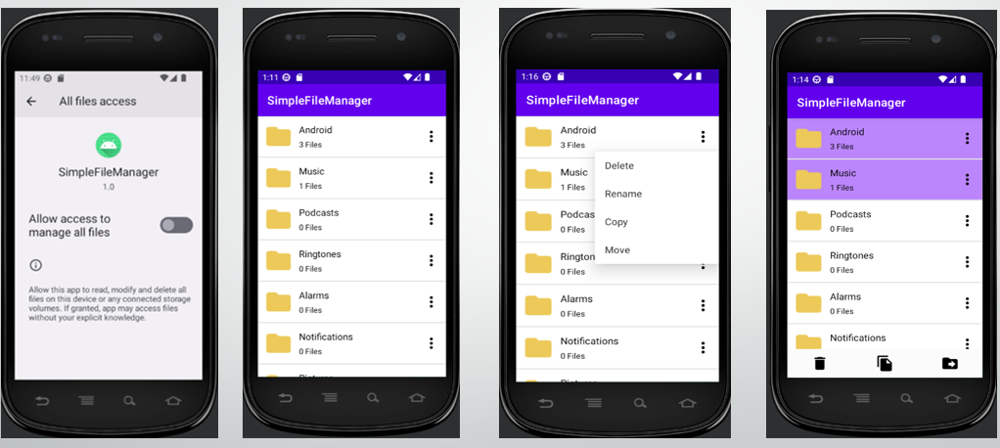 11:49
All files access
SimpleFileManager
1.0
Allow access to
manage all files
Allow this app to read, modify and delete all
files on this device or any connected storage
volumes. If granted, app may access files
without your explicit knowledge.
1:11
SimpleFileManager
Android
3 Files
Music
1 Files
Podcasts
0 Files
Ringtones
0 Files
Alarms
0 Files
Notifications
0 Files
1:16
SimpleFileManager
Android
3 Files
Music
1 Files
Podcas
0 Files
Rington
0 Files
Alarms
0 Files
Notifications
0 Files
Delete
Rename
Copy
Move
1:14
SimpleFileManager
Android
3 Files
Music
1 Files
Podcasts
0 Files
Ringtones
0 Files
Alarms
0 Files
Notifications